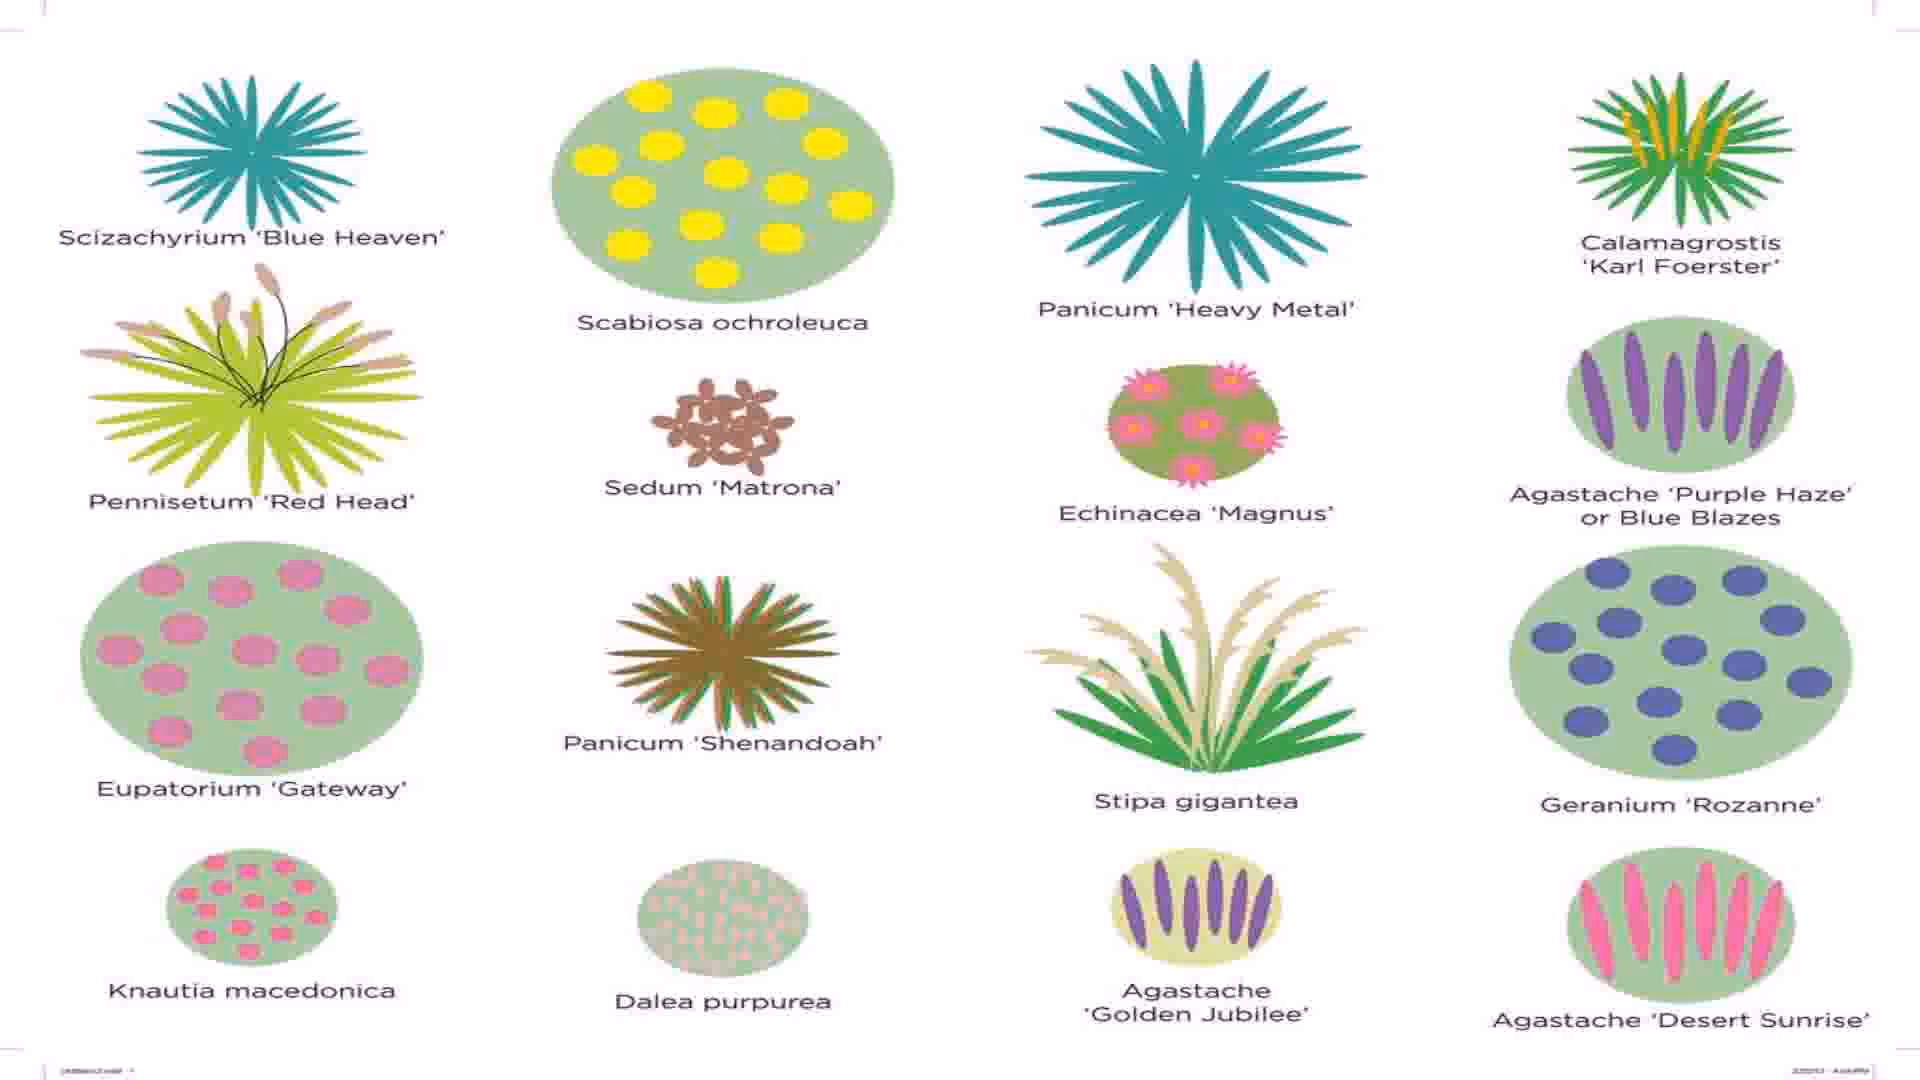 Scizachyrium ‘Blue Heaven’
Scabiosa ochroleuca
Panicum ‘Heavy Metal’
Calamagrostis
‘Karl Foerster’
Pennisetum ‘Red Head’
Sedum ‘Matrona’
Echinacea ‘Magnus’
Agastache ‘Purple Haze’
or Blue Blazes
Eupatorium ‘Gateway’
Panicum ‘Shenandoah’
Stipa gigantea
Geranium ‘Rozanne’
Knautia macedonica
Dalea purpurea
Agastache
‘Golden Jubilee’
Agastache ‘Desert Sunrise’